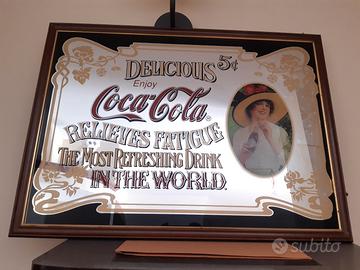 DELICIOUS 5¢
Enjoy
Coca-Cola
RELIEVES FATIGUE
THE MOST REFRESHING DRINK
IN THE WORLD.
subito